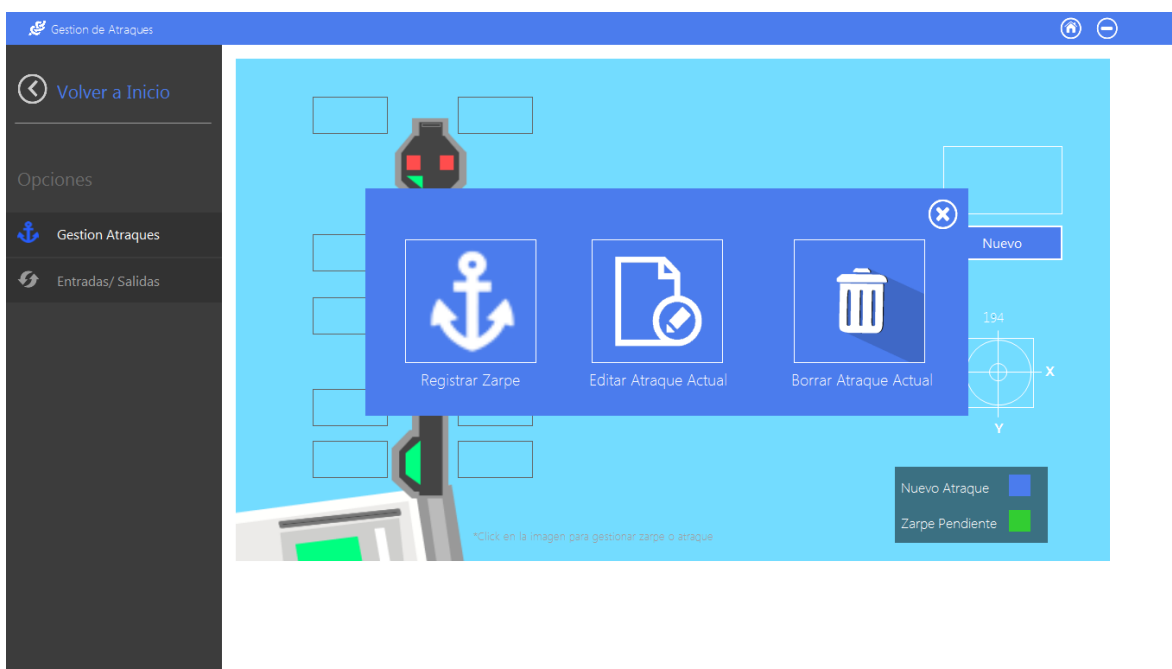 Gestion de Atraques
Volver a Inicio
Opciones
Gestion Atraques
Entradas/ Salidas
Nuevo
Registrar Zarpe
Editar Atraque Actual
Borrar Atraque Actual
194
X
Y
Nuevo Atraque
Zarpe Pendiente
*Click en la imagen para gestionar zarpe o atraque